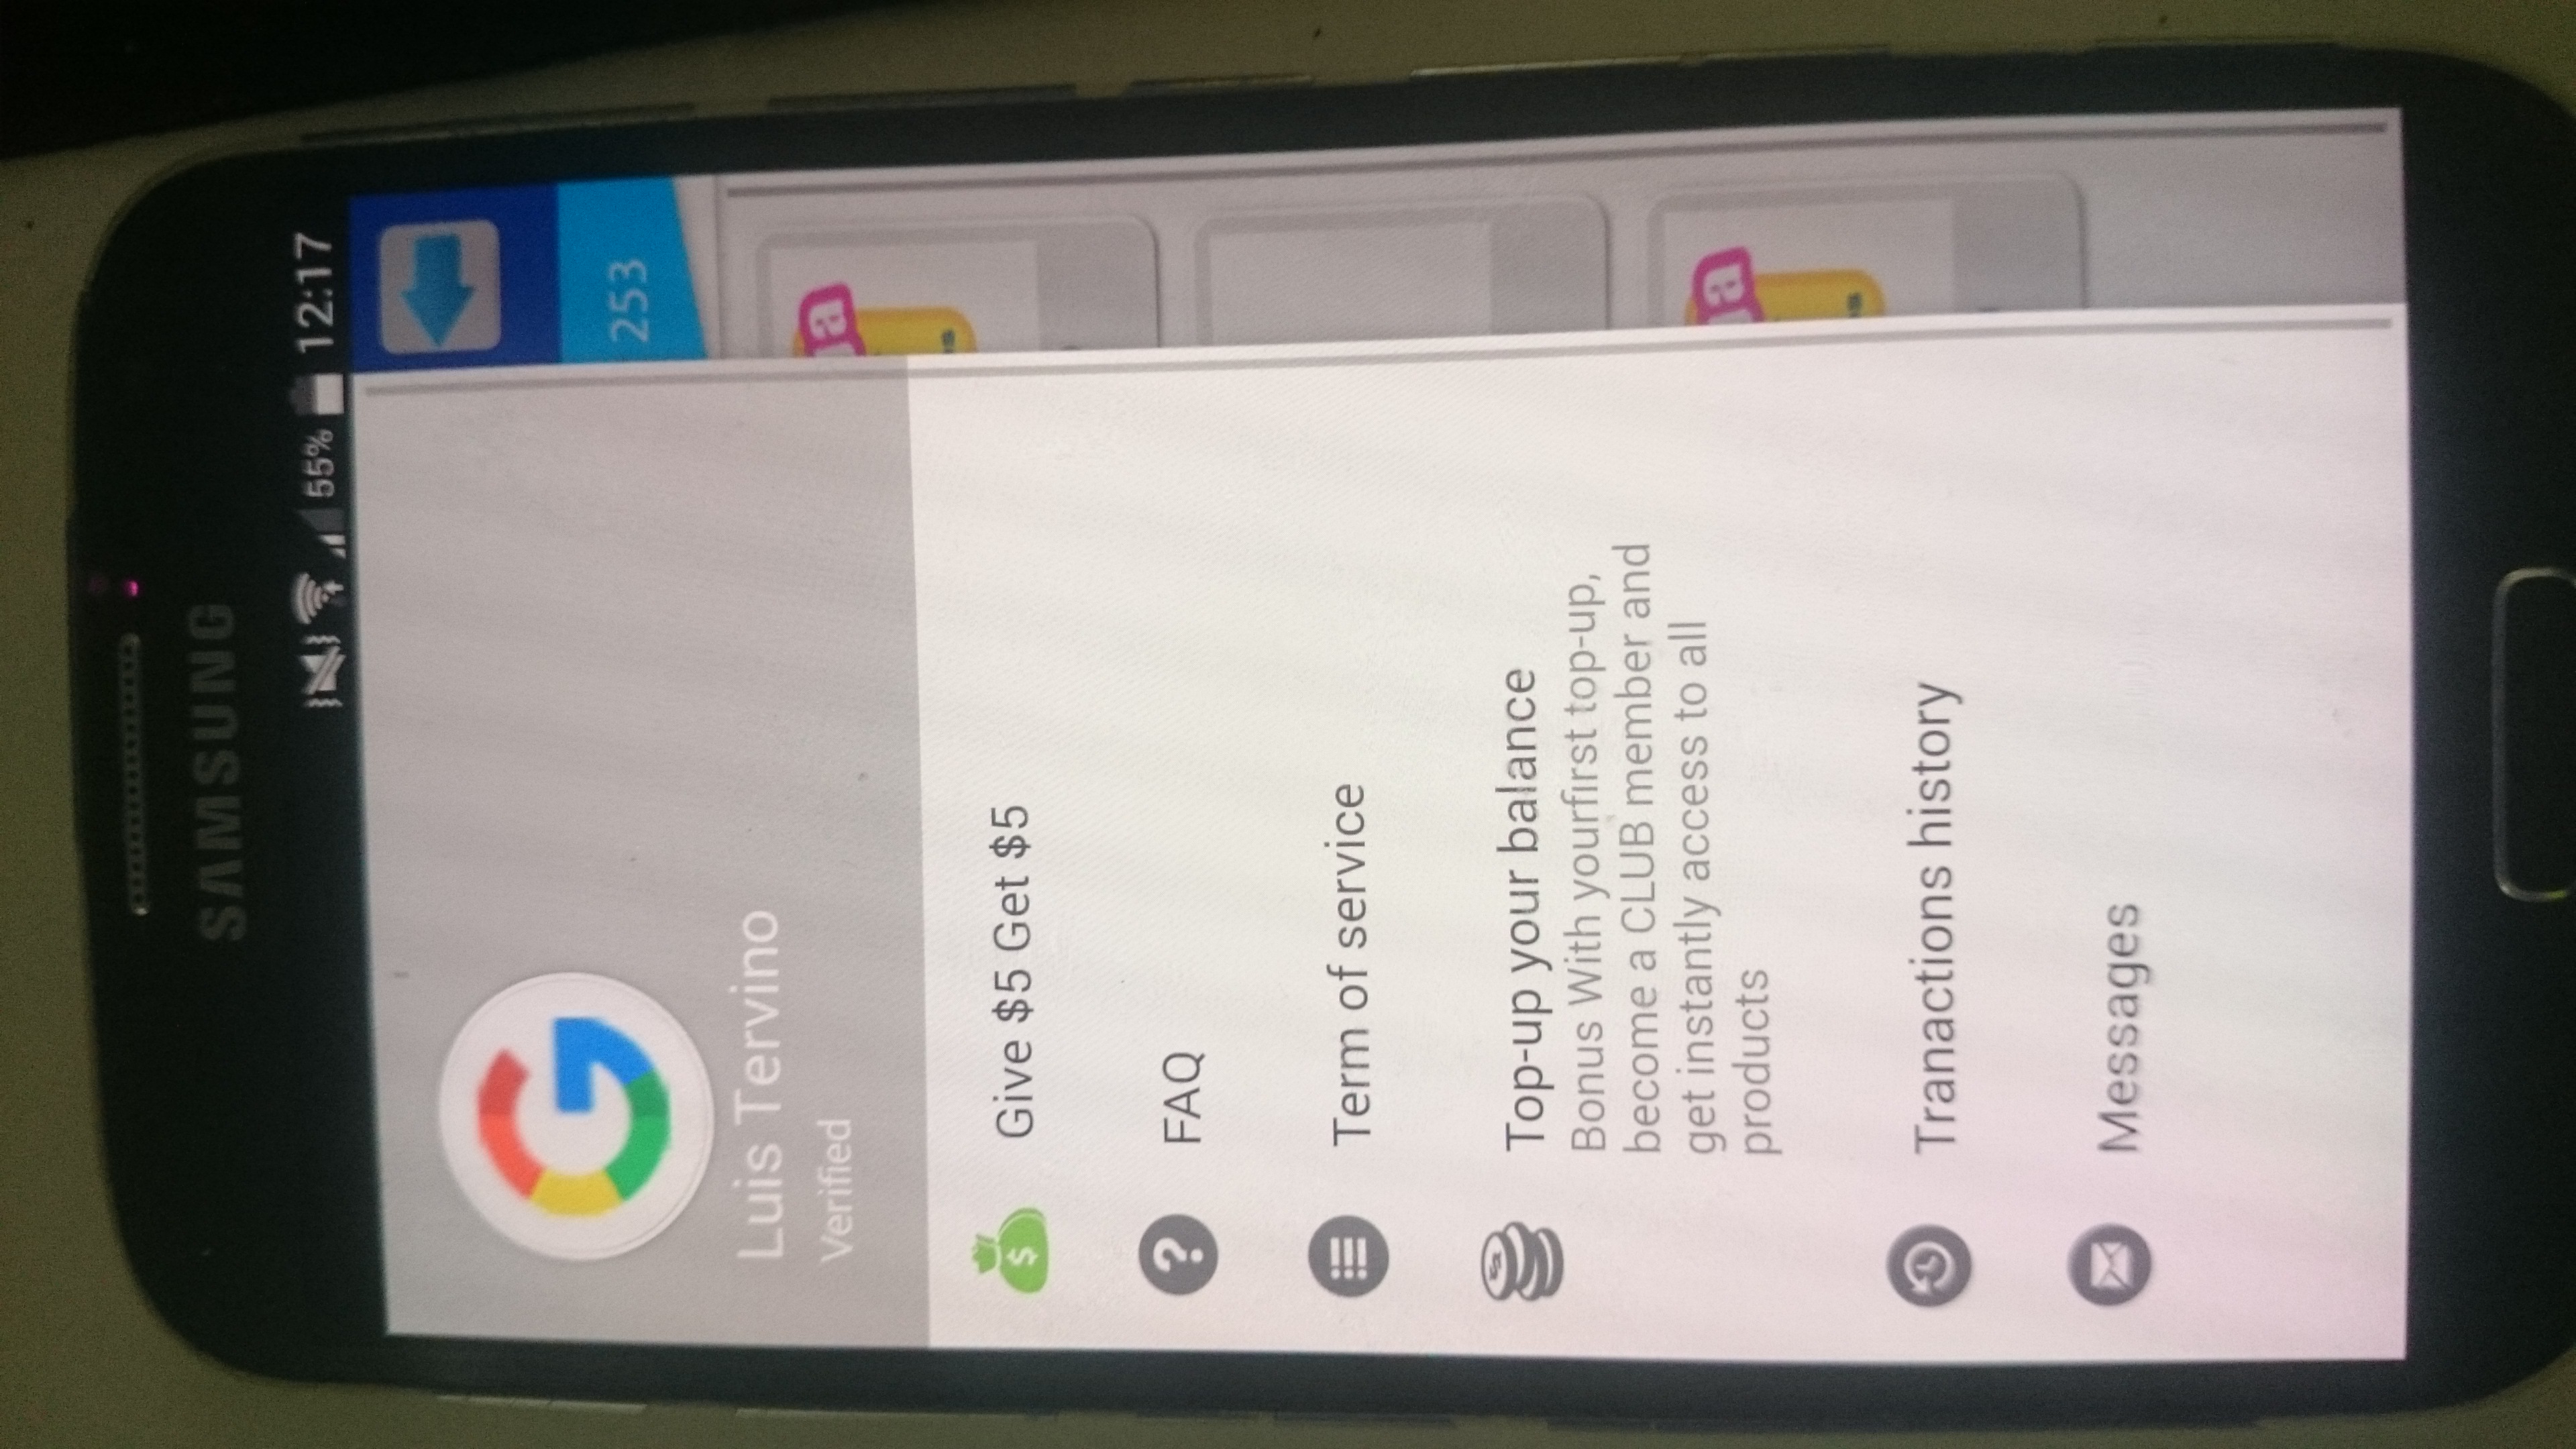 SAMSUNG
55% 12:17
253
Luis Tervino
Verified
Give $5 Get $5
FAQ
Term of service
Top-up your balance
Bonus With yourfirst top-up,
become a CLUB member and
get instantly access to all
products
Tranactions history
Messages